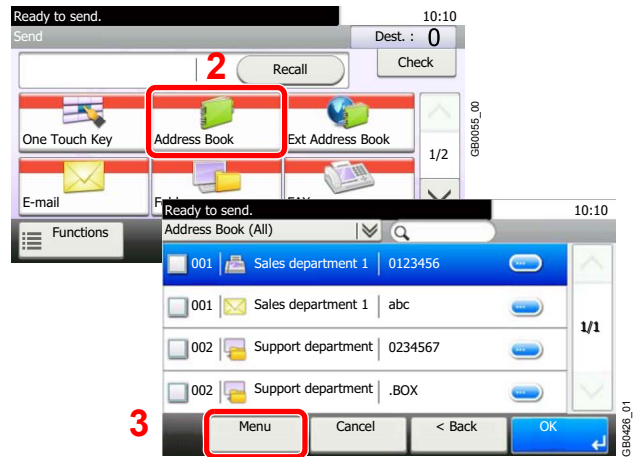 Ready to send. 10:10
Send Dest. : 0
2 Recall Check
One Touch Key Address Book Ext Address Book 1/2
E-mail
Functions
GB0055_00
Ready to send. 10:10
Address Book (All)
001 Sales department 1 0123456
001 Sales department 1 abc
1/1
002 Support department 0234567
002 Support department .BOX
3 Menu Cancel < Back OK
GB0426_01